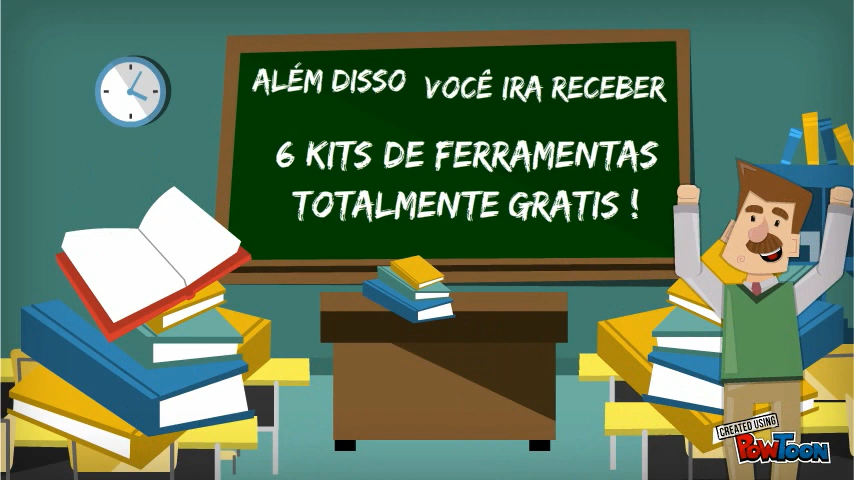 ALÉM DISSO VOCÊ IRA RECEBER
6 KITS DE FERRAMENTAS
TOTALMENTE GRATIS !
CREATED USING
POWTOON